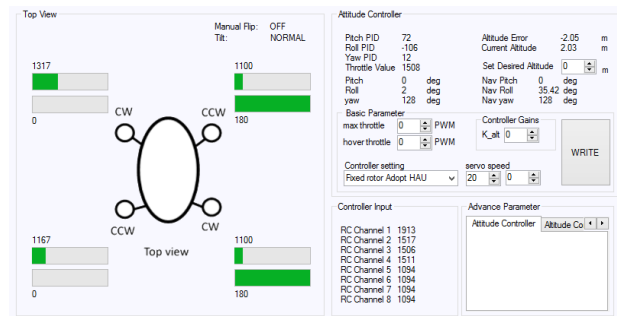 Top View
Manual Flip: OFF
Tilt: NORMAL
1317
1100
0
180
CW
CCW
CCW
CW
Top view
1167
1100
0
180
Attitude Controller
Pitch PID 72
Roll PID -106
Yaw PID 12
Throttle Value 1508
Pitch 0 deg
Roll 2 deg
yaw 128 deg
Altitude Error -2.05 m
Current Altitude 2.03 m
Set Desired Altitude 0 m
Nav Pitch 0 deg
Nav Roll 35.42 deg
Nav yaw 128 deg
Basic Parameter
max throttle 0 PWM
hover throttle 0 PWM
Controller Gains
K_alt 0
WRITE
Controller setting
Fixed rotor Adopt HAU
servo speed
20 0
Controller Input
RC Channel 1 1913
RC Channel 2 1517
RC Channel 3 1506
RC Channel 4 1511
RC Channel 5 1094
RC Channel 6 1094
RC Channel 7 1094
RC Channel 8 1094
Advance Parameter
Attitude Controller Altitude Co